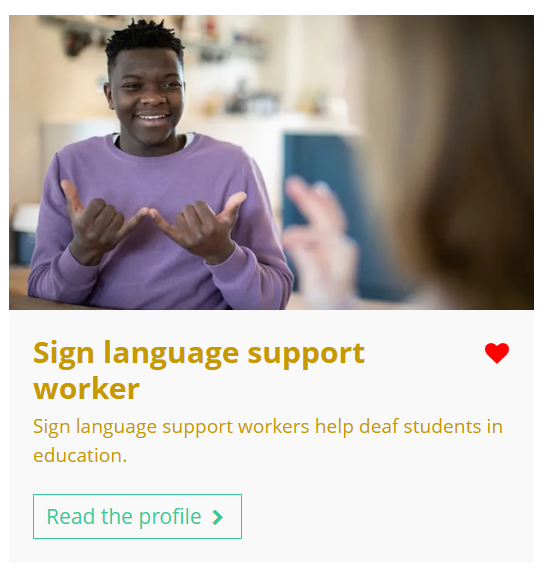 Sign language support
worker
Sign language support workers help deaf students in
education.
Read the profile